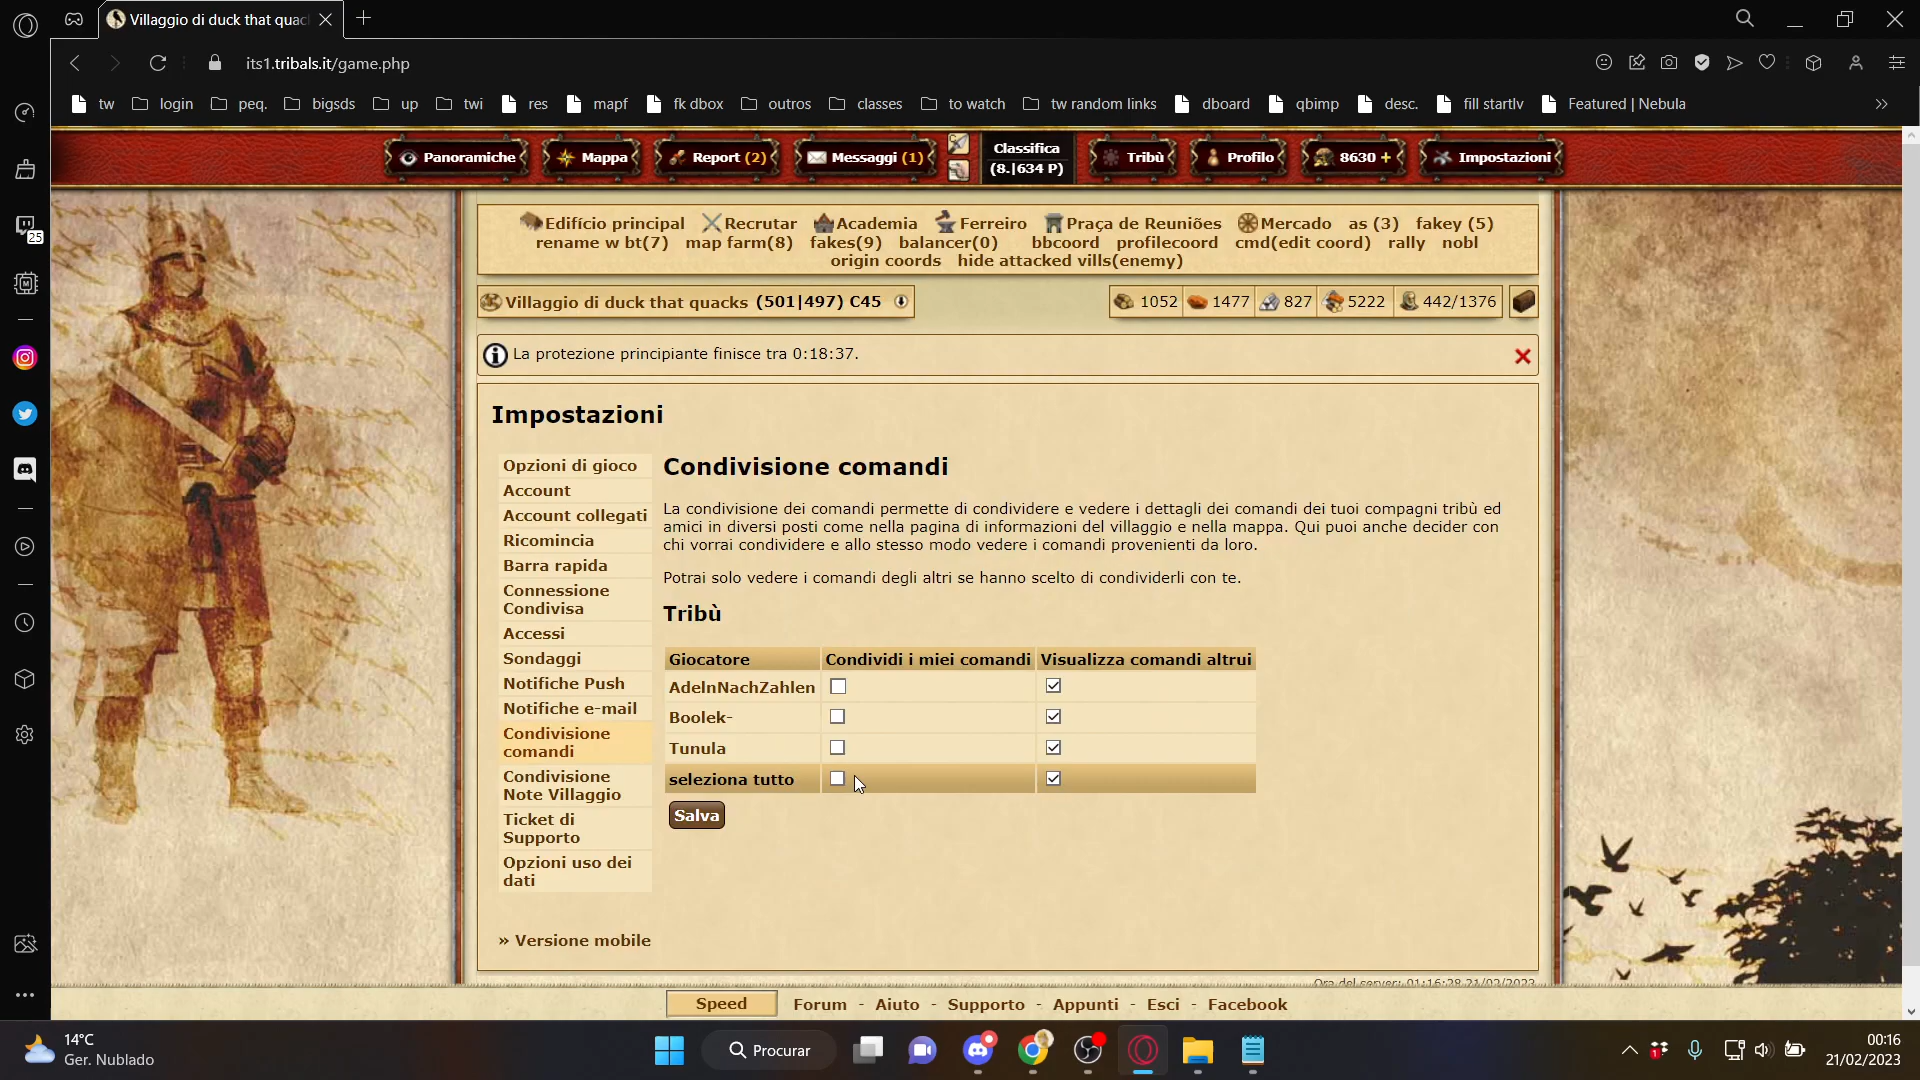 Villaggio di duck that quac
its1.tribals.it/game.php
tw login peq. bigsds up twi res mapf fk dbox outros classes to watch tw random links dboard qbimp desc. fill startlv Featured | Nebula »
25
Panoramiche Mappa Report (2) Messaggi (1) Classifica (8.|634 P) Tribù Profilo 8630 + Impostazioni
Edifício principal Recrutar Academia Ferreiro Praça de Reuniões Mercado as (3) fakey (5)
rename w bt(7) map farm(8) fakes(9) balancer(0) bbcoord profilecoord cmd(edit coord) rally nobl
origin coords hide attacked vills(enemy)
Villaggio di duck that quacks (501|497) C45 1052 1477 827 5222 442/1376
La protezione principiante finisce tra 0:18:37.
Impostazioni
Opzioni di gioco
Account
Account collegati
Ricomincia
Barra rapida
Connessione
Condivisa
Accessi
Sondaggi
Notifiche Push
Notifiche e-mail
Condivisione
comandi
Condivisione
Note Villaggio
Ticket di
Supporto
Opzioni uso dei
dati
» Versione mobile
Condivisione comandi
La condivisione dei comandi permette di condividere e vedere i dettagli dei comandi dei tuoi compagni tribù ed
amici in diversi posti come nella pagina di informazioni del villaggio e nella mappa. Qui puoi anche decider con
chi vorrai condividere e allo stesso modo vedere i comandi provenienti da loro.
Potrai solo vedere i comandi degli altri se hanno scelto di condividerli con te.
Tribù
Giocatore Condividi i miei comandi Visualizza comandi altrui
AdelnNachZahlen
Boolek-
Tunula
seleziona tutto
Salva
Ora del server: 01:16:28 21/02/2023
Speed Forum - Aiuto - Supporto - Appunti - Esci - Facebook
14°C
Ger. Nublado
Procurar
1
00:16
21/02/2023